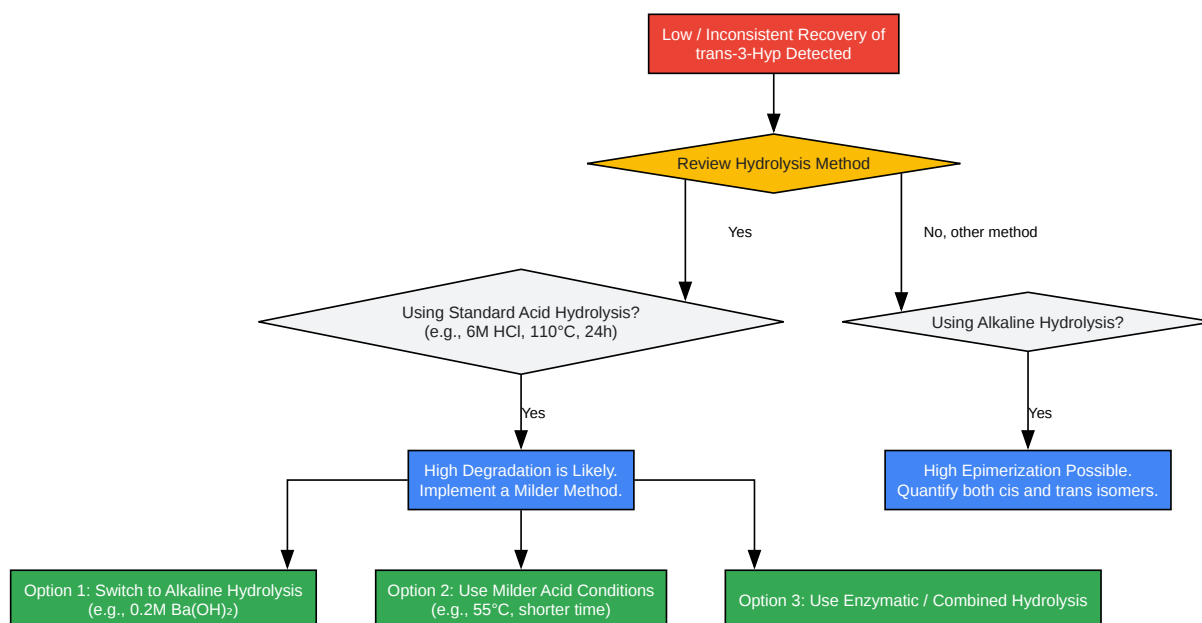 Low / Inconsistent Recovery of
trans-3-Hyp Detected
Review Hydrolysis Method
Yes
No, other method
Using Standard Acid Hydrolysis?
(e.g., 6M HCl, 110°C, 24h)
Using Alkaline Hydrolysis?
Yes
Yes
High Degradation is Likely.
Implement a Milder Method.
High Epimerization Possible.
Quantify both cis and trans isomers.
Option 1: Switch to Alkaline Hydrolysis
(e.g., 0.2M Ba(OH)₂)
Option 2: Use Milder Acid Conditions
(e.g., 55°C, shorter time)
Option 3: Use Enzymatic / Combined Hydrolysis